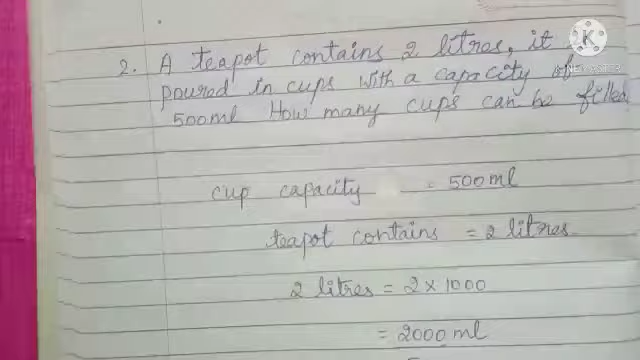 2. A teapot contains 2 litres, it
poured in cups with a capacity of
500ml How many cups can be filled
cup capacity = 500ml
teapot contains = 2 litres
2 litres = 2 × 1000
= 2000 ml